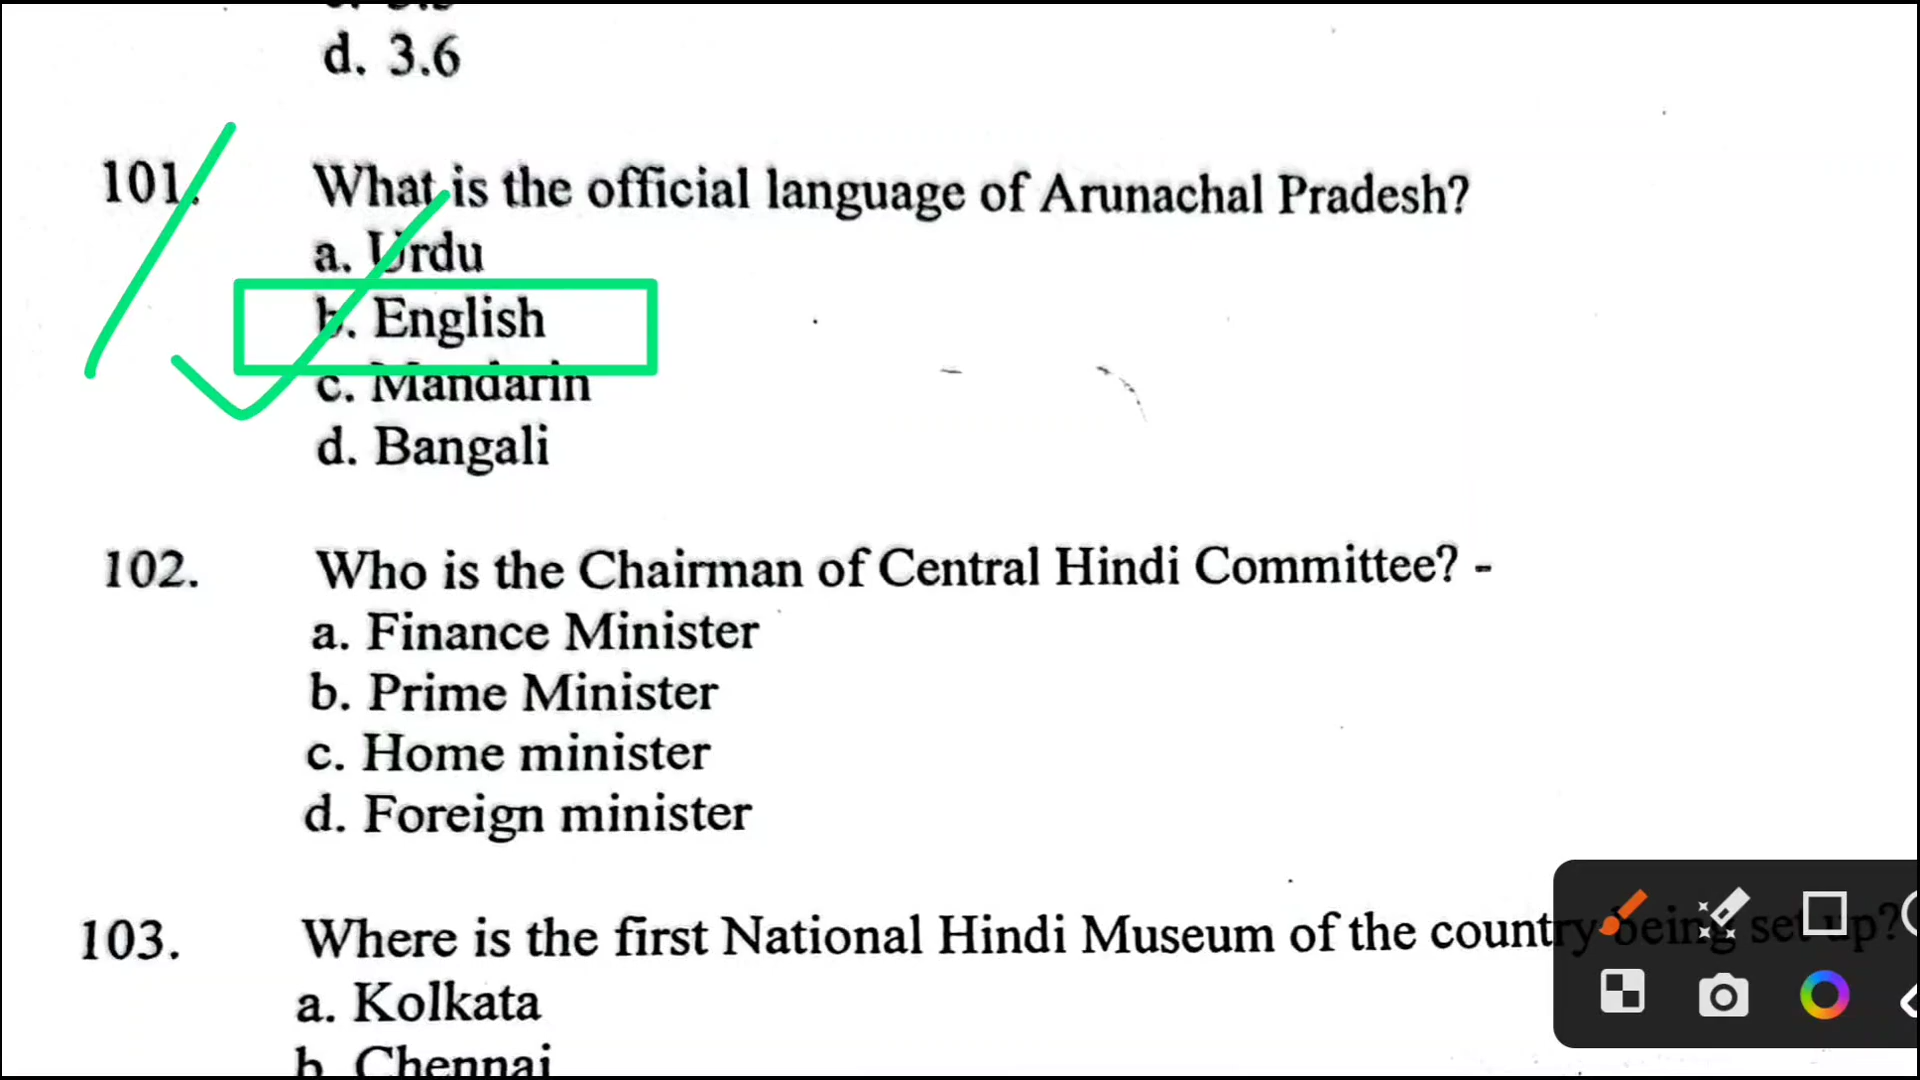 d. 3.6
101. What is the official language of Arunachal Pradesh?
a. Urdu
b. English
c. Mandarin
d. Bangali
102. Who is the Chairman of Central Hindi Committee? -
a. Finance Minister
b. Prime Minister
c. Home minister
d. Foreign minister
103. Where is the first National Hindi Museum of the country being set up?
a. Kolkata
b. Chennai